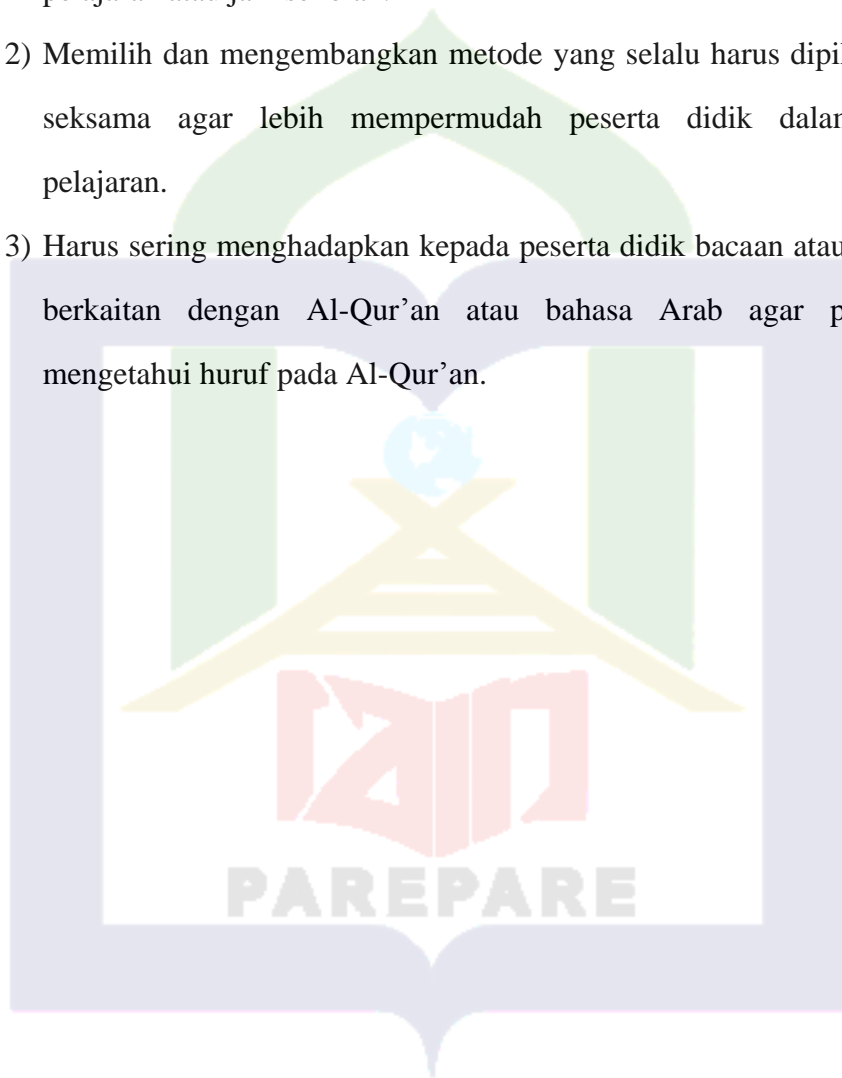 2) Memilih dan mengembangkan metode yang selalu harus
seksama agar lebih mempermudah peserta didik
pelajaran.
3) Harus sering menghadapkan kepada peserta didik bacaan atau
berkaitan dengan Al-Qur’an atau bahasa Arab agar
mengetahui huruf pada Al-Qur’an.
iain
PAREPARE